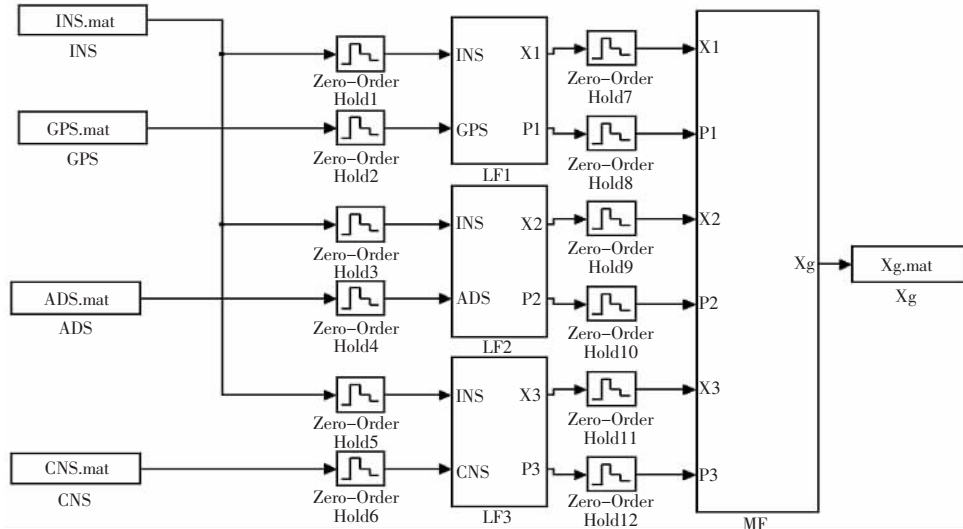 INS.mat
INS
GPS.mat
GPS
ADS.mat
ADS
CNS.mat
CNS
Zero-Order
Hold1
Zero-Order
Hold2
Zero-Order
Hold3
Zero-Order
Hold4
Zero-Order
Hold5
Zero-Order
Hold6
INS X1
GPS P1
LF1
INS X2
ADS P2
LF2
INS X3
CNS P3
LF3
Zero-Order
Hold7
Zero-Order
Hold8
Zero-Order
Hold9
Zero-Order
Hold10
Zero-Order
Hold11
Zero-Order
Hold12
X1
P1
X2
Xg
P2
X3
P3
MF
Xg.mat
Xg